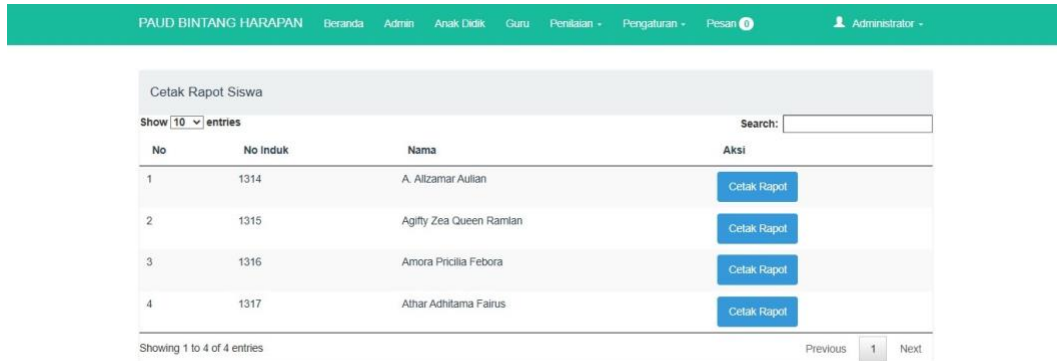 PAUD BINTANG HARAPAN Beranda Admin Anak Didik Guru Penilaian Pengaturan Pesan 0 Administrator
Cetak Rapot Siswa
Show 10 entries Search:
No No Induk Nama Aksi
1 1314 A. Alizamar Aulian Cetak Rapot
2 1315 Agifty Zea Queen Ramlan Cetak Rapot
3 1316 Amora Pricilia Febora Cetak Rapot
4 1317 Athar Adhitama Fairus Cetak Rapot
Showing 1 to 4 of 4 entries Previous 1 Next